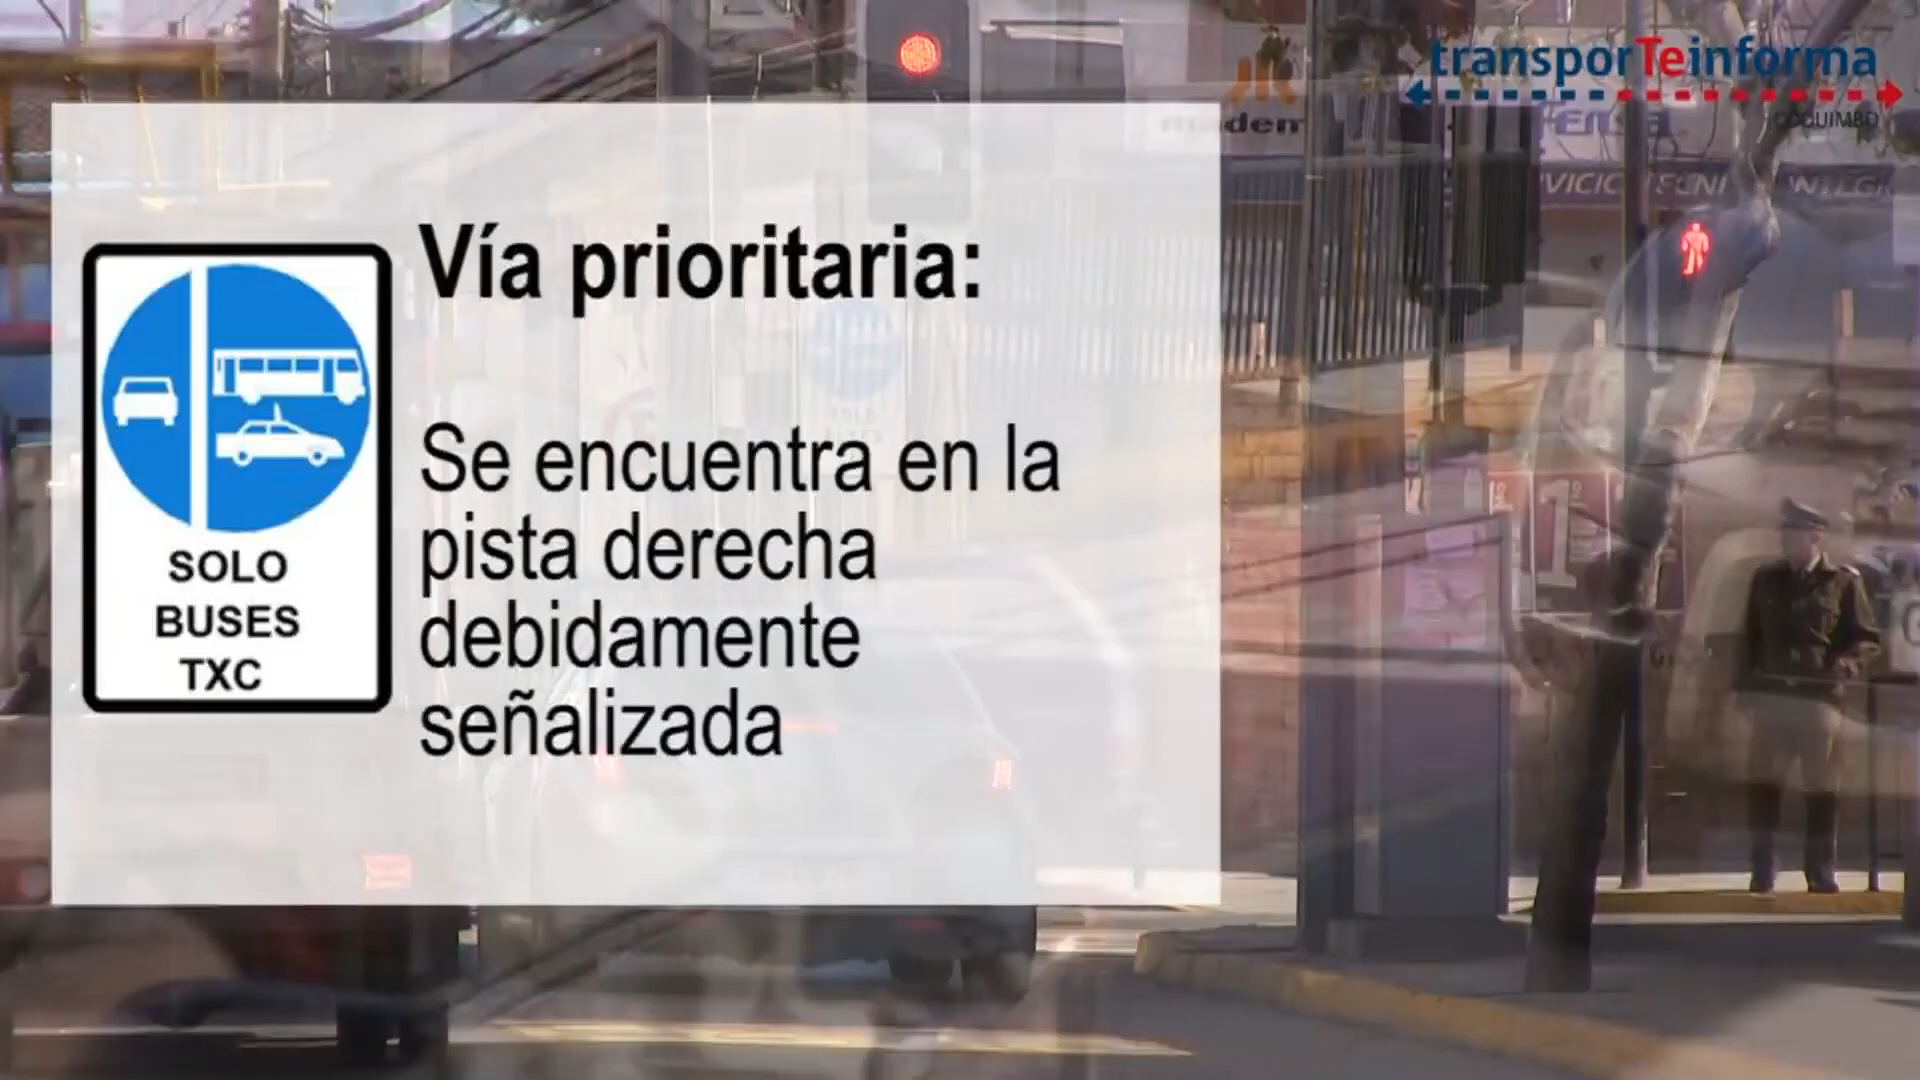 transporTeinforma
COQUIMBO
Vía prioritaria:
Se encuentra en la
pista derecha
debidamente
señalizada
SOLO
BUSES
TXC